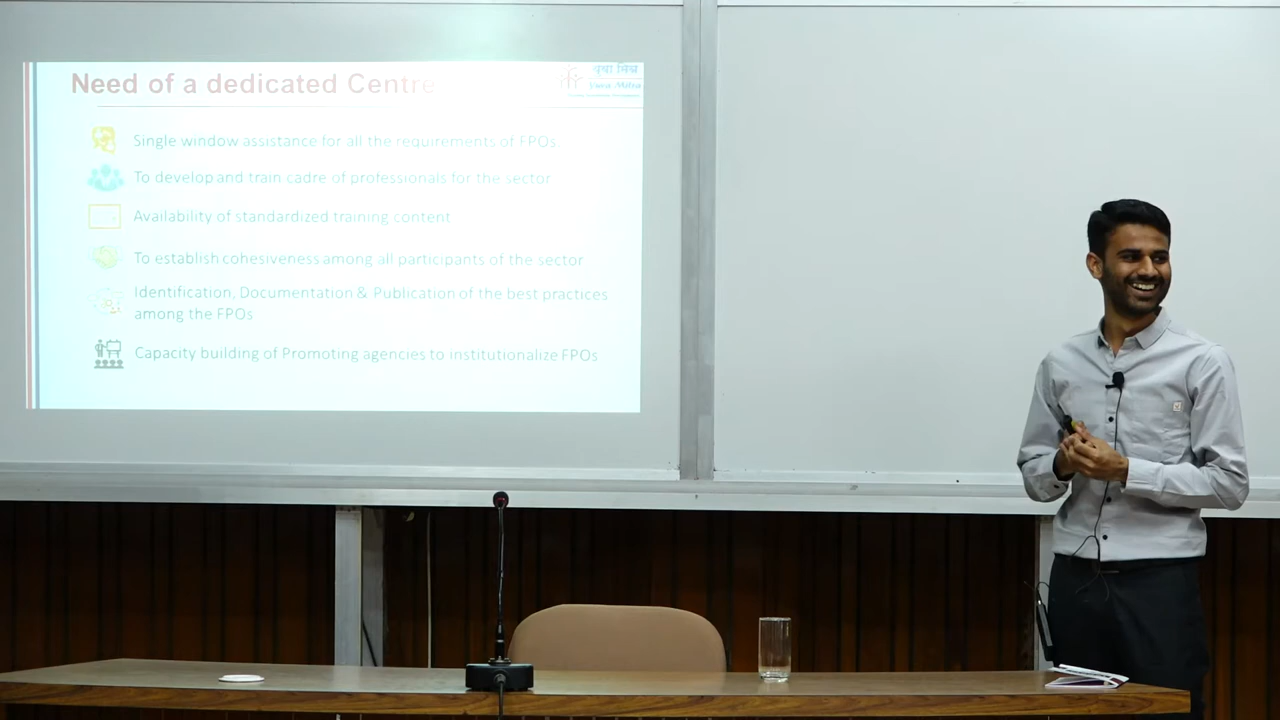 Need of a dedicated Centre
Single window assistance for all the requirements of FPOs
To develop and train cadre of professionals for the sector
Availability of standardized training content
To establish cohesiveness among all participants of the sector
Identification, Documentation & Publication of the best practices
among the FPOs
Capacity building of Promoting agencies to institutionalize FPOs